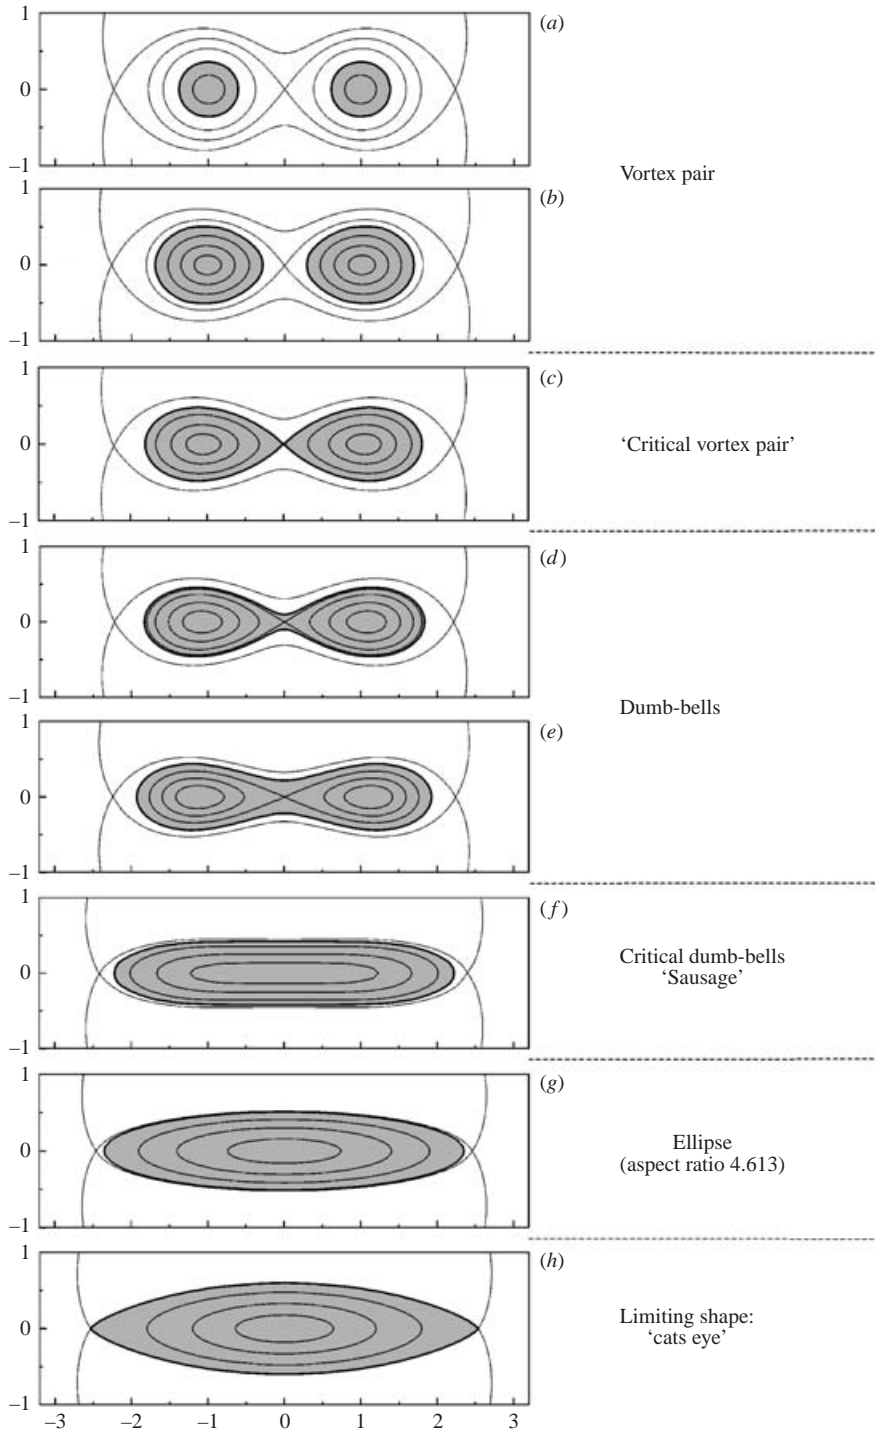 1
0
–1
(a)
Vortex pair
1
0
–1
(b)
1
0
–1
(c)
‘Critical vortex pair’
1
0
–1
(d)
Dumb-bells
1
0
–1
(e)
1
0
–1
(f)
Critical dumb-bells
‘Sausage’
1
0
–1
(g)
Ellipse
(aspect ratio 4.613)
1
0
–1
(h)
Limiting shape:
‘cats eye’
–3 –2 –1 0 1 2 3